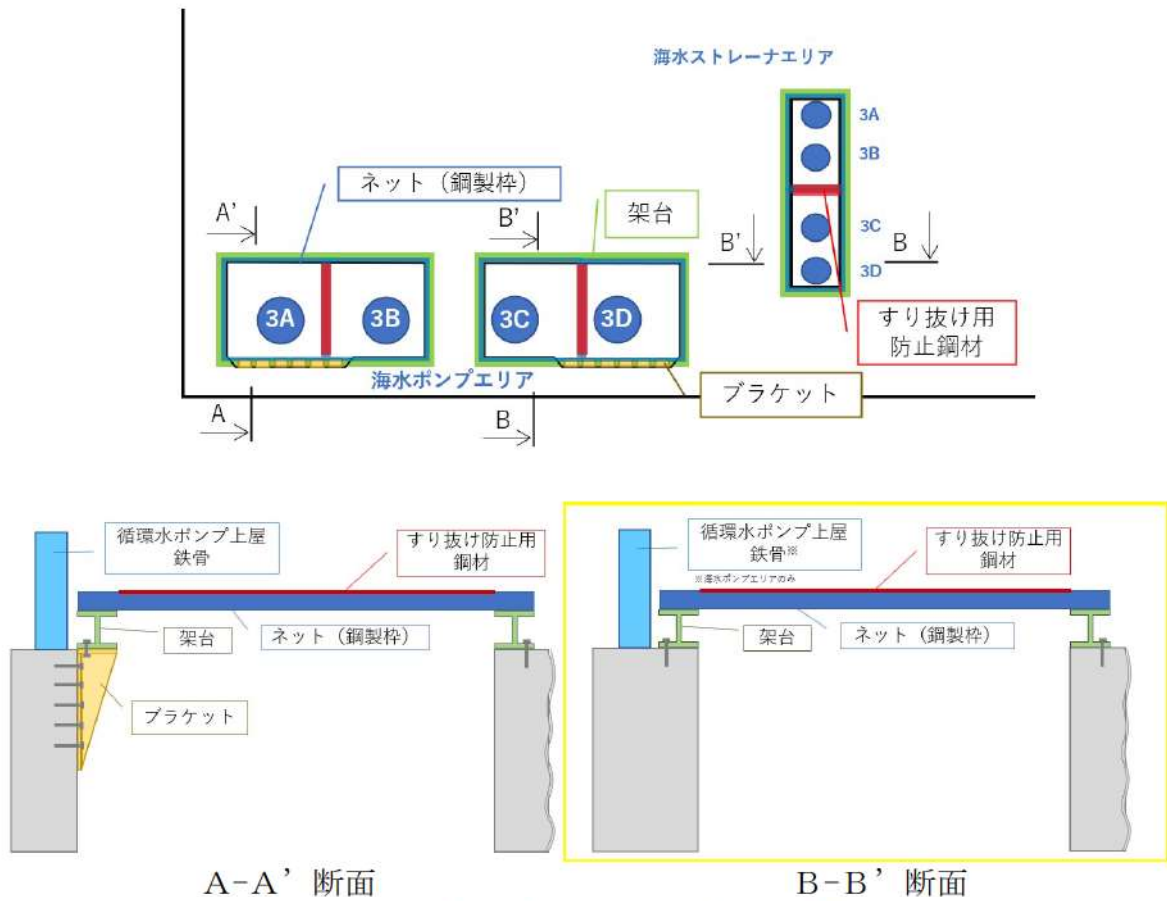 海水ストレーナエリア
3A
3B
3C
3D
ネット（鋼製枠）
架台
A'
B'
B'
B
3A
3B
3C
3D
すり抜け用
防止鋼材
海水ポンプエリア
ブラケット
A
B
循環水ポンプ上屋
鉄骨
すり抜け防止用
鋼材
架台
ネット（鋼製枠）
ブラケット
A-A’断面
循環水ポンプ上屋
鉄骨※
※海水ポンプエリアのみ
すり抜け防止用
鋼材
架台
ネット（鋼製枠）
B-B’断面